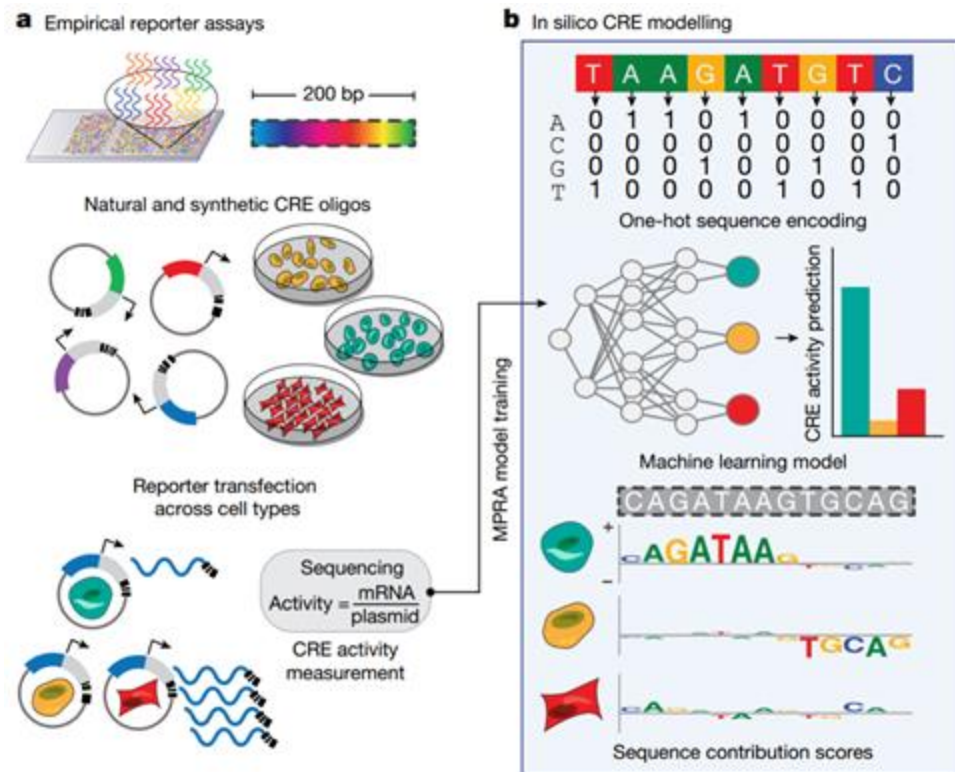 a Empirical reporter assays
200 bp
Natural and synthetic CRE oligos
Reporter transfection
across cell types
Sequencing
Activity = mRNA
plasmid
CRE activity
measurement
MPRA model training
b In silico CRE modelling
T A A G A T G T C
A 0 1 1 0 1 0 0 0 0
C 0 0 0 0 0 0 0 0 1
G 0 0 0 1 0 0 1 0 0
T 1 0 0 0 0 1 0 1 0
One-hot sequence encoding
CRE activity prediction
Machine learning model
CAGATAAGTGCAG
+
CAGATAAG
−
TGCAG
Sequence contribution scores